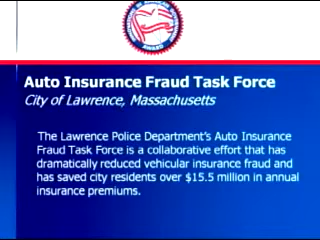 AWARD
Auto Insurance Fraud Task Force
City of Lawrence, Massachusetts
The Lawrence Police Department's Auto Insurance
Fraud Task Force is a collaborative effort that has
dramatically reduced vehicular insurance fraud and
has saved city residents over $15.5 million in annual
insurance premiums.